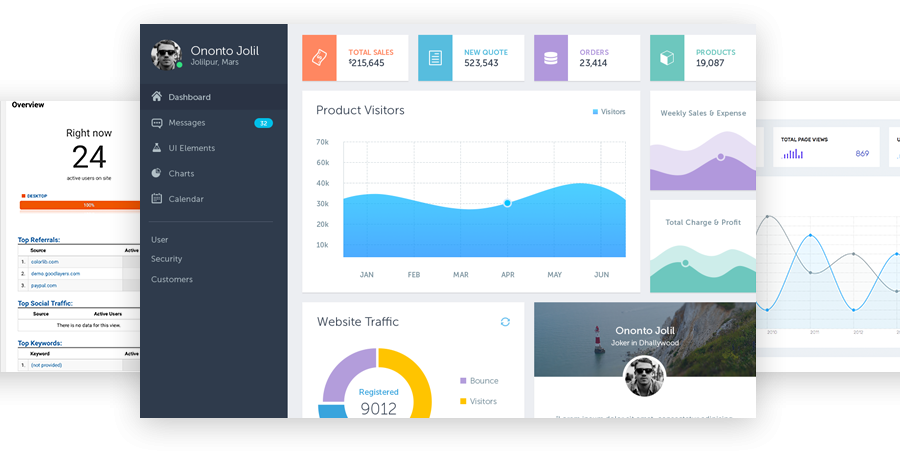 Overview
Right now
24
active users on site
DESKTOP
100%
Top Referrals:
Source Active
1. colorlib.com
2. demo.goodlayers.com
3. paypal.com
Top Social Traffic:
Source Active Users
There is no data for this view.
Top Keywords:
Keyword Active
1. (not provided)
Ononto Jolil
Jolilpur, Mars
Dashboard
Messages 32
UI Elements
Charts
Calendar
User
Security
Customers
TOTAL SALES
$215,645
NEW QUOTE
523,543
ORDERS
23,414
PRODUCTS
19,087
Product Visitors
Visitors
70k
60k
40k
30k
20k
10k
JAN FEB MAR APR MAY JUN
Weekly Sales & Expense
Total Charge & Profit
Website Traffic
Registered
9012
Bounce
Visitors
Ononto Jolil
Joker in Dhallywood
TOTAL PAGE VIEWS
869
2010 2011 2012